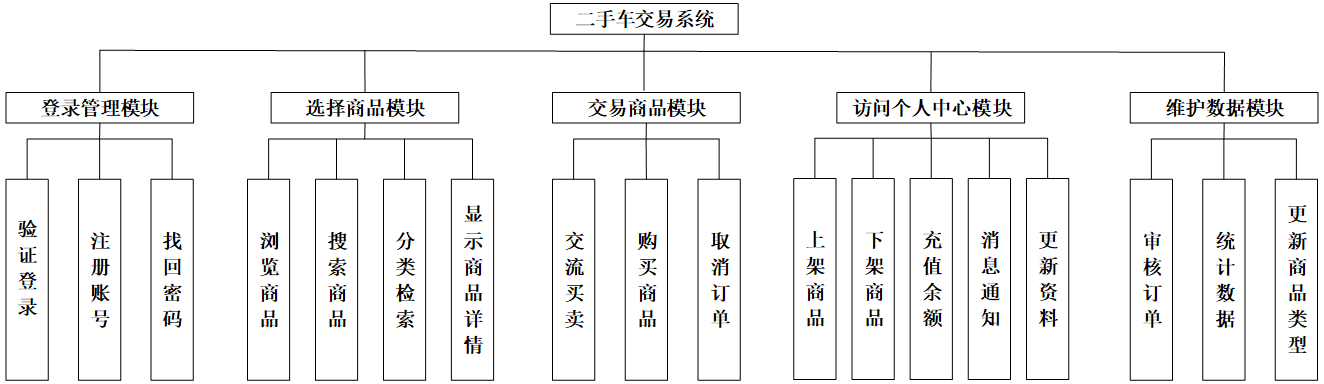 二手车交易系统
登录管理模块
选择商品模块
交易商品模块
访问个人中心模块
维护数据模块
验证登录
注册账号
找回密码
浏览商品
搜索商品
分类检索
显示商品详情
交流买卖
购买商品
取消订单
上架商品
下架商品
充值余额
消息通知
更新资料
审核订单
统计数据
更新商品类型